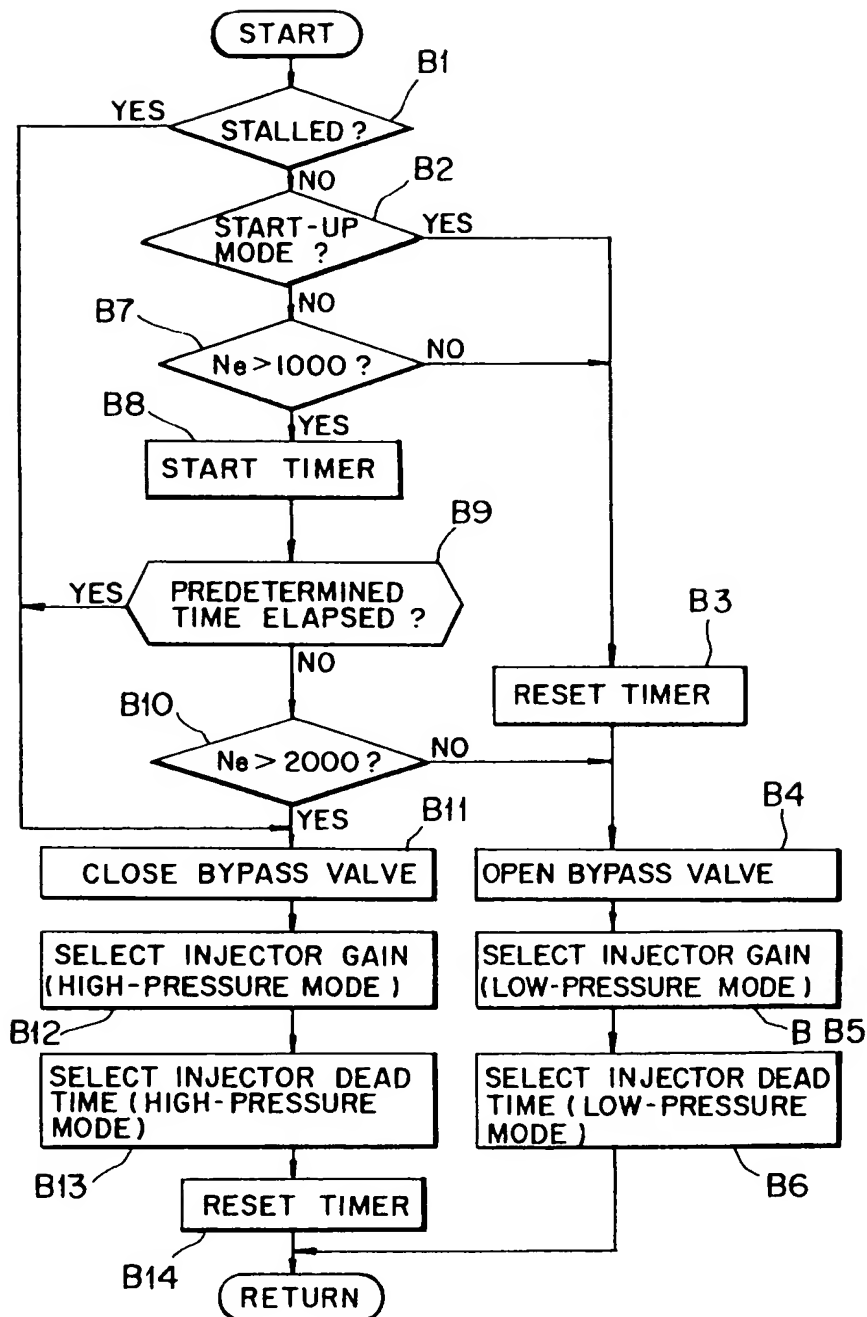 START
B1
YES
STALLED ?
NO
B2
START-UP
MODE ?
YES
NO
B7
Ne > 1000 ?
NO
B8
YES
START TIMER
B9
YES
PREDETERMINED
TIME ELAPSED ?
NO
B3
RESET TIMER
B10
Ne > 2000 ?
NO
YES
B11
B4
CLOSE BYPASS VALVE
OPEN BYPASS VALVE
SELECT INJECTOR GAIN
(HIGH-PRESSURE MODE)
SELECT INJECTOR GAIN
(LOW-PRESSURE MODE)
B12
B B5
SELECT INJECTOR DEAD
TIME (HIGH-PRESSURE
MODE)
SELECT INJECTOR DEAD
TIME (LOW-PRESSURE
MODE)
B13
B6
RESET TIMER
B14
RETURN